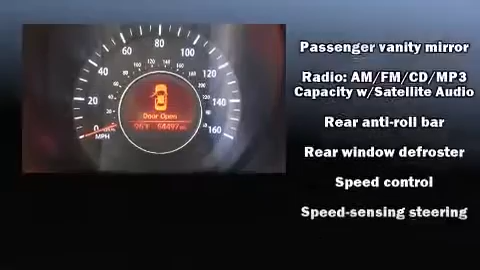 80
60
100
40
120
20
140
0
160
MPH
Door Open
Passenger vanity mirror
Radio: AM/FM/CD/MP3
Capacity w/Satellite Audio
Rear anti-roll bar
Rear window defroster
Speed control
Speed-sensing steering